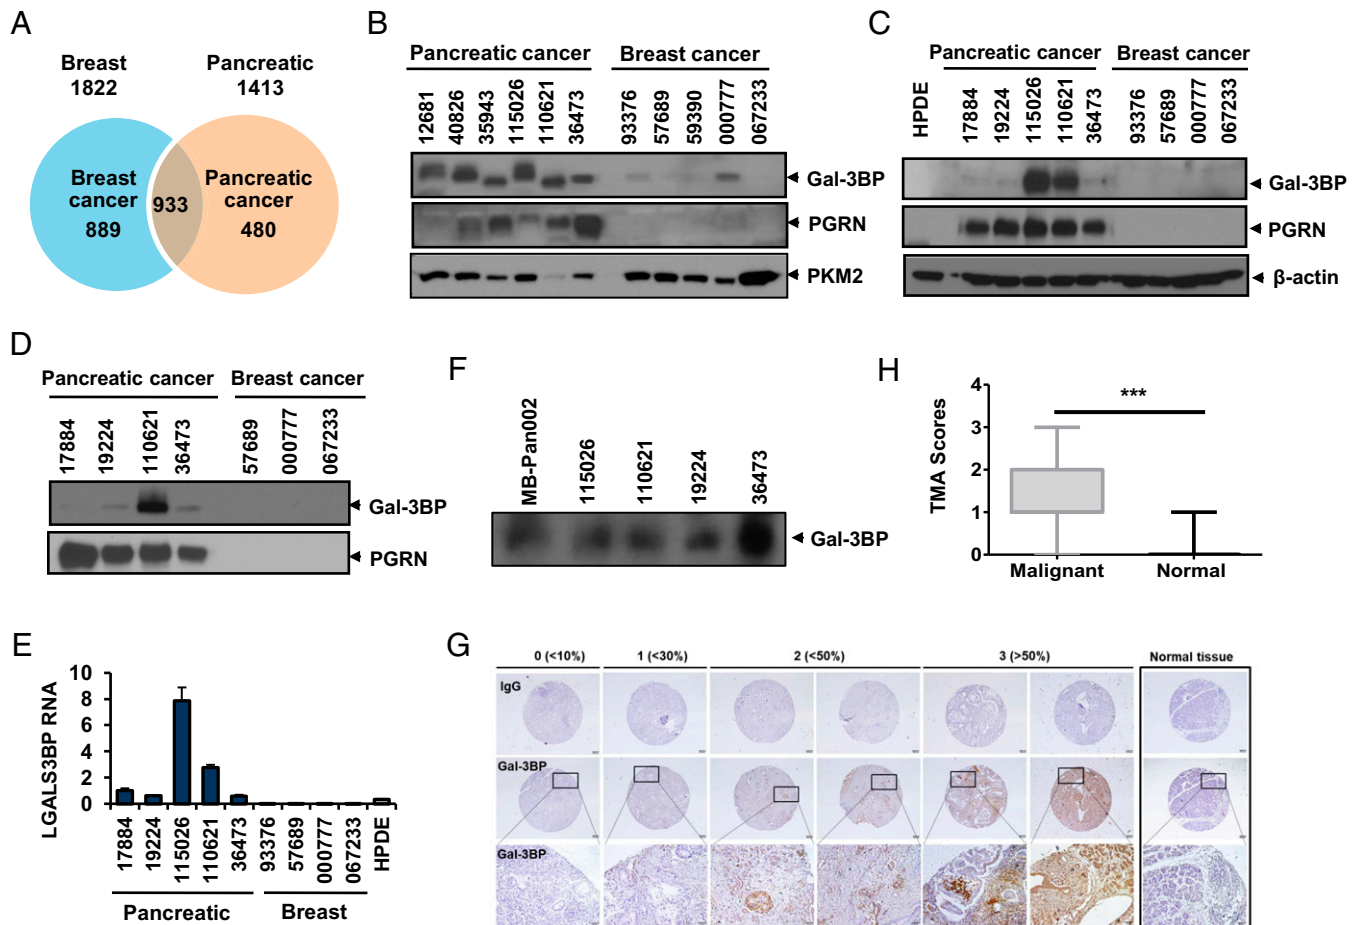 A
Breast
1822
Pancreatic
1413
Breast
cancer
889
933
Pancreatic
cancer
480
B
Pancreatic cancer
Breast cancer
12681
40826
35943
115026
110621
36473
93376
57689
59390
000777
067233
Gal-3BP
PGRN
PKM2
C
Pancreatic cancer
Breast cancer
HPDE
17884
19224
115026
110621
36473
93376
57689
000777
067233
Gal-3BP
PGRN
β-actin
D
Pancreatic cancer
Breast cancer
17884
19224
110621
36473
57689
000777
067233
Gal-3BP
PGRN
F
MB-Pan002
115026
110621
19224
36473
Gal-3BP
H
TMA Scores
4
3
2
1
0
***
Malignant
Normal
E
LGALS3BP RNA
10
8
6
4
2
0
17884
19224
115026
110621
36473
93376
57689
000777
067233
HPDE
Pancreatic
Breast
G
0 (<10%)
1 (<30%)
2 (<50%)
3 (>50%)
Normal tissue
IgG
Gal-3BP
Gal-3BP